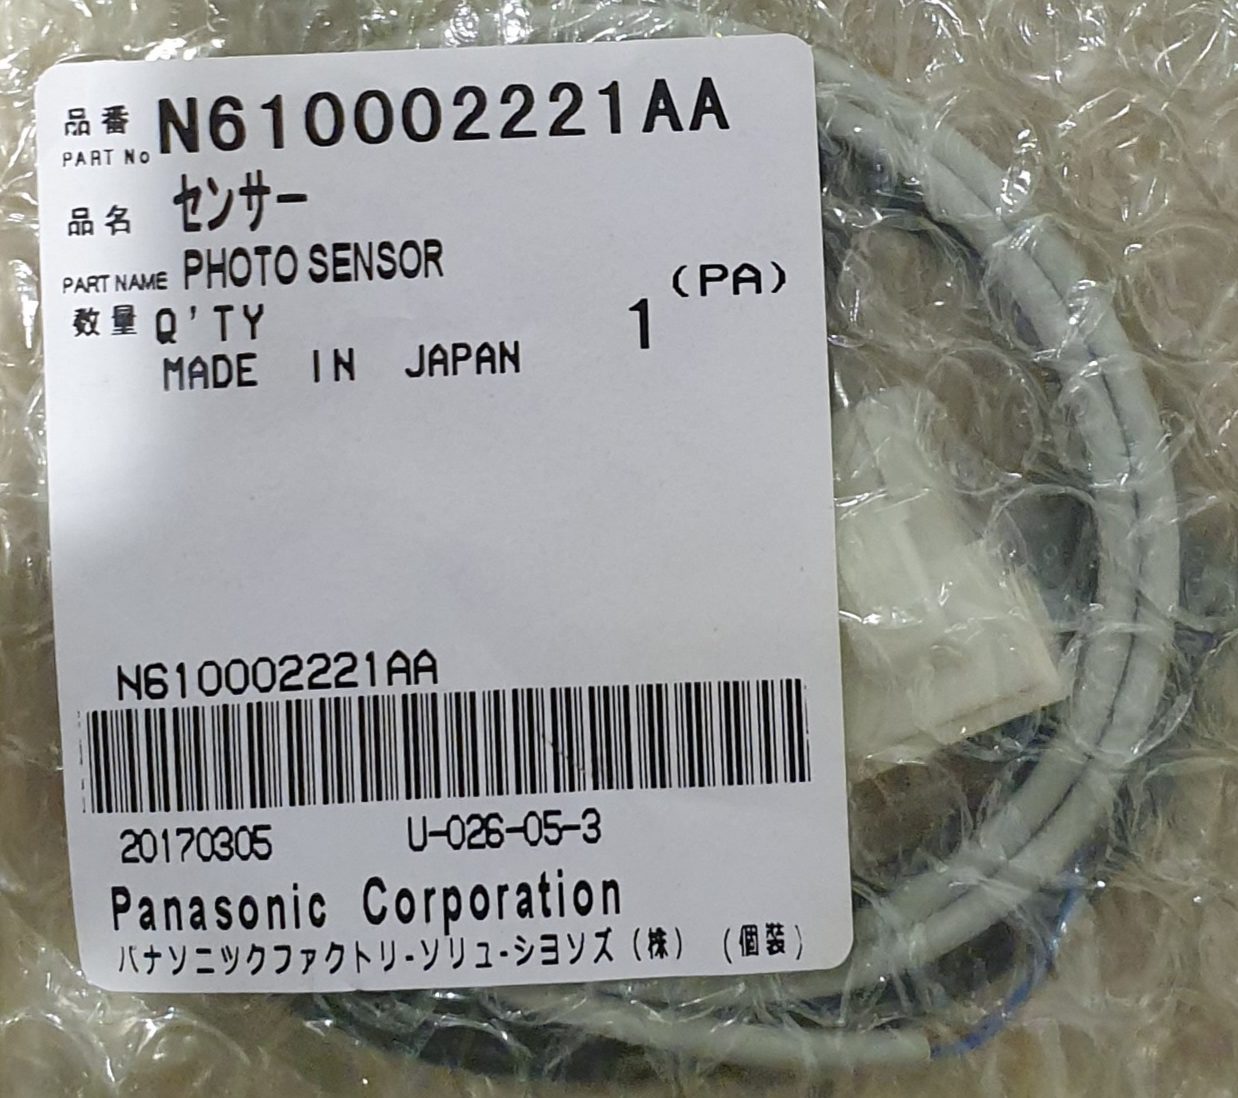 品番 PART No N610002221AA
品名 センサー
PART NAME PHOTO SENSOR
(PA)
数量 Q'TY 1
MADE IN JAPAN
N610002221AA
20170305 U-026-05-3
Panasonic Corporation
パナソニックファクトリ-ソリュ-シヨソズ (株) (個装)